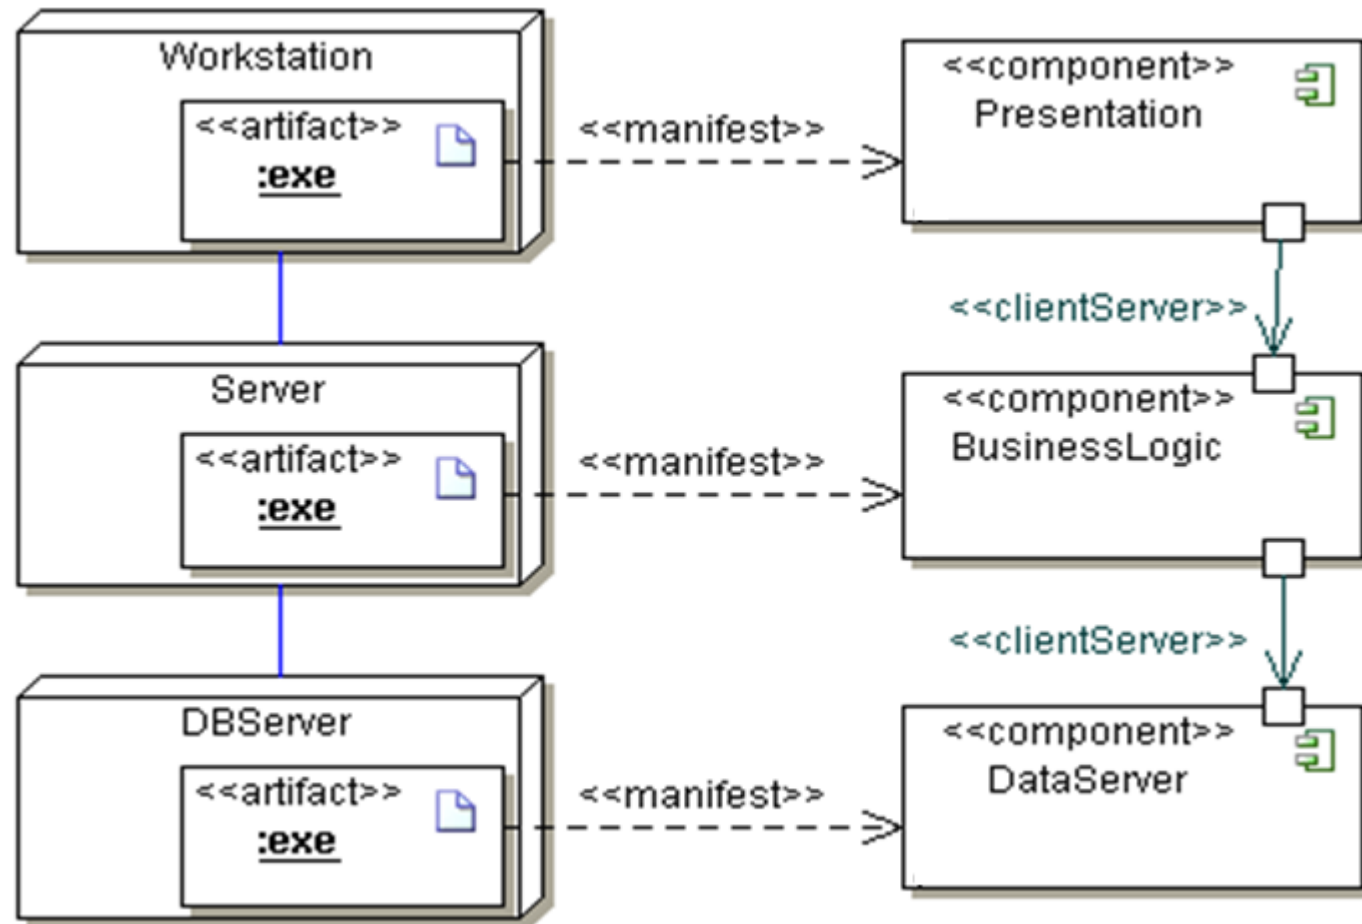 Workstation
<<artifact>>
:exe
<<manifest>>
<<component>>
Presentation
<<clientServer>>
Server
<<artifact>>
:exe
<<manifest>>
<<component>>
BusinessLogic
<<clientServer>>
DBServer
<<artifact>>
:exe
<<manifest>>
<<component>>
DataServer